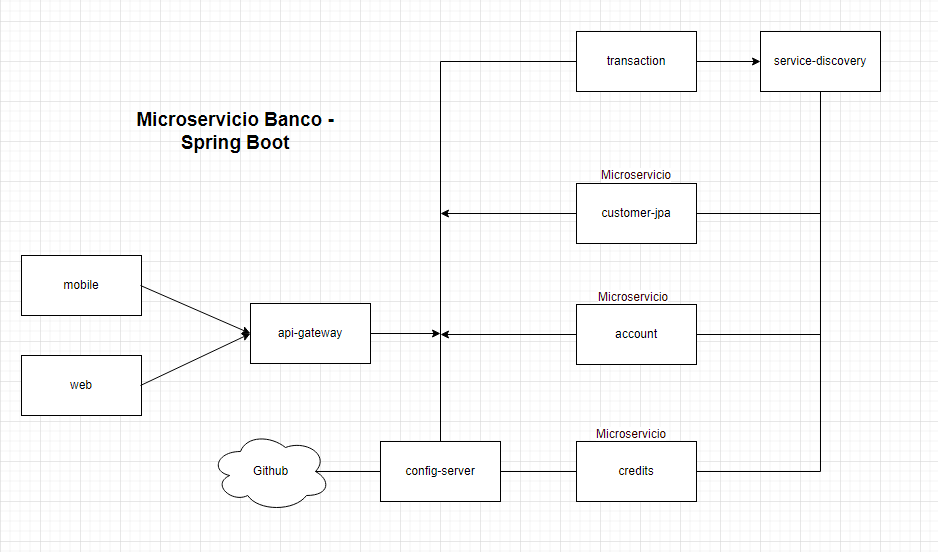 transaction
service-discovery
Microservicio Banco -
Spring Boot
Microservicio
customer-jpa
mobile
Microservicio
api-gateway
account
web
Microservicio
Github
config-server
credits